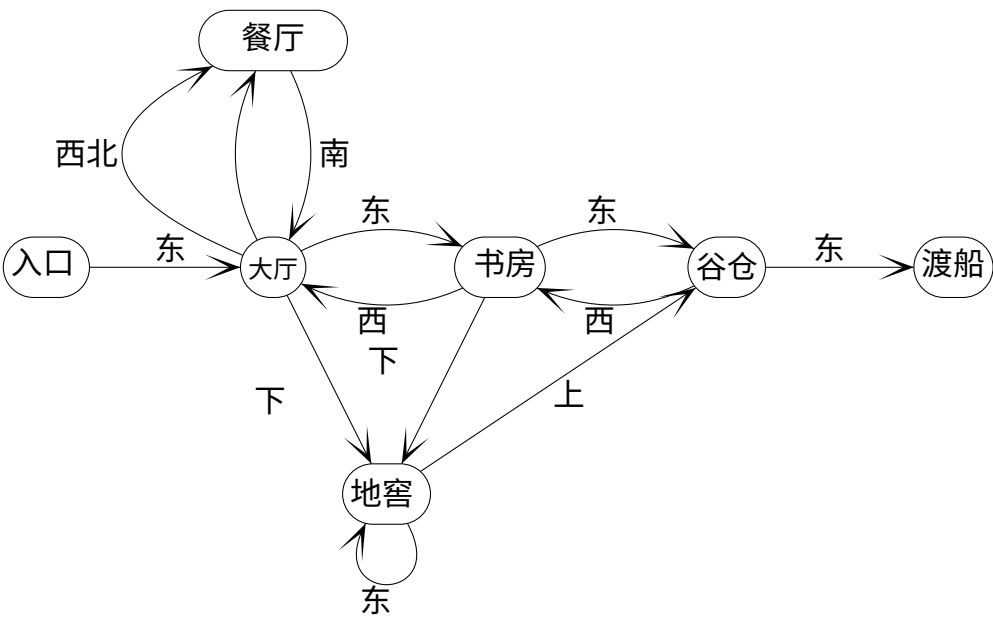 餐厅
西北
南
东
东
东
东
入口
大厅
书房
谷仓
渡船
西
西
下
下
上
地窖
东